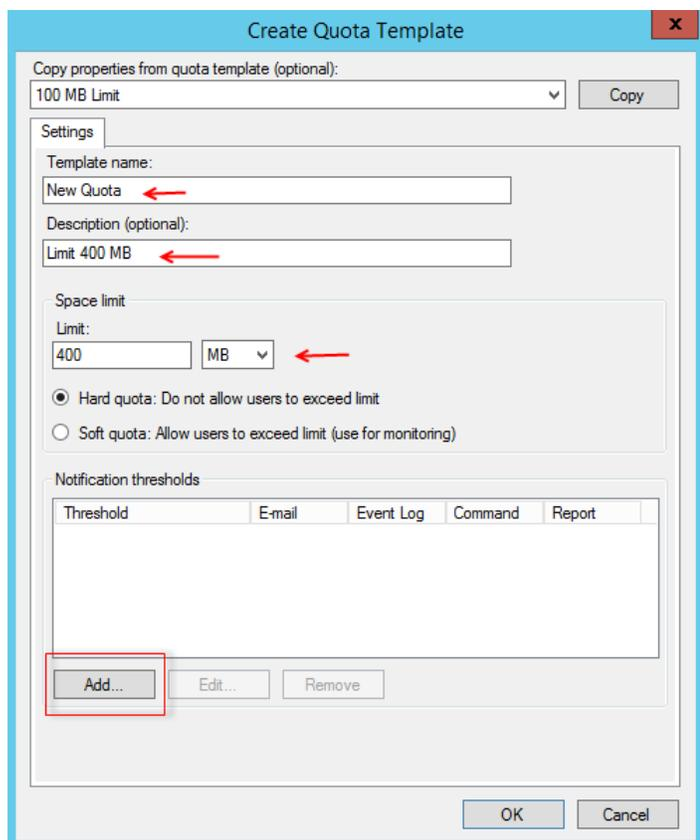 Create Quota Template
x
Copy properties from quota template (optional):
100 MB Limit
Copy
Settings
Template name:
New Quota
Description (optional):
Limit 400 MB
Space limit
Limit:
400 MB
Hard quota: Do not allow users to exceed limit
Soft quota: Allow users to exceed limit (use for monitoring)
Notification thresholds
Threshold E-mail Event Log Command Report
Add... Edit... Remove
OK Cancel